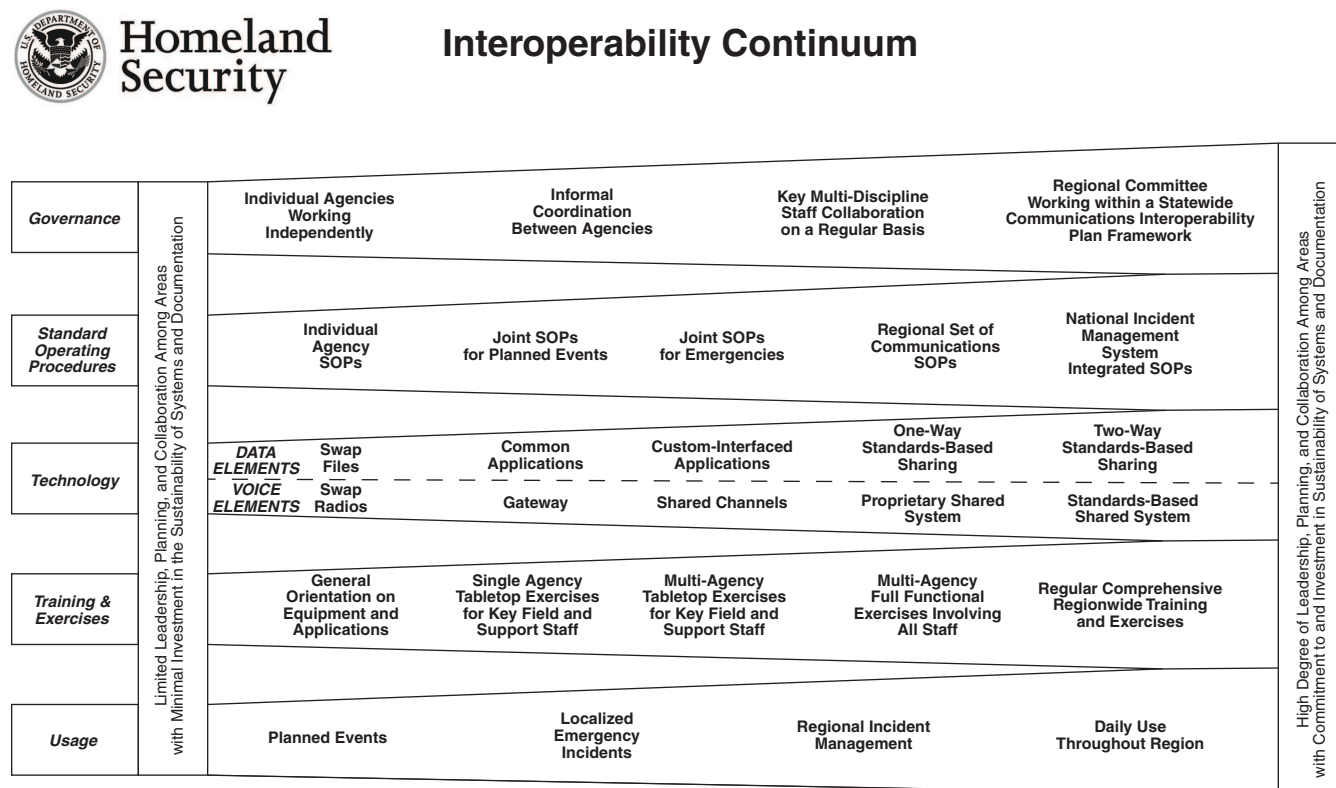 U.S. DEPARTMENT OF
HOMELAND SECURITY
Homeland
Security
Interoperability Continuum
Limited Leadership, Planning, and Collaboration Among Areas
with Minimal Investment in the Sustainability of Systems and Documentation
Governance
Individual Agencies
Working
Independently
Informal
Coordination
Between Agencies
Key Multi-Discipline
Staff Collaboration
on a Regular Basis
Regional Committee
Working within a Statewide
Communications Interoperability
Plan Framework
Standard
Operating
Procedures
Individual
Agency
SOPs
Joint SOPs
for Planned Events
Joint SOPs
for Emergencies
Regional Set of
Communications
SOPs
National Incident
Management
System
Integrated SOPs
Technology
DATA
ELEMENTS
Swap
Files
Common
Applications
Custom-Interfaced
Applications
One-Way
Standards-Based
Sharing
Two-Way
Standards-Based
Sharing
VOICE
ELEMENTS
Swap
Radios
Gateway
Shared Channels
Proprietary Shared
System
Standards-Based
Shared System
Training &
Exercises
General
Orientation on
Equipment and
Applications
Single Agency
Tabletop Exercises
for Key Field and
Support Staff
Multi-Agency
Tabletop Exercises
for Key Field and
Support Staff
Multi-Agency
Full Functional
Exercises Involving
All Staff
Regular Comprehensive
Regionwide Training
and Exercises
Usage
Planned Events
Localized
Emergency
Incidents
Regional Incident
Management
Daily Use
Throughout Region
High Degree of Leadership, Planning, and Collaboration Among Areas
with Commitment to and Investment in Sustainability of Systems and Documentation